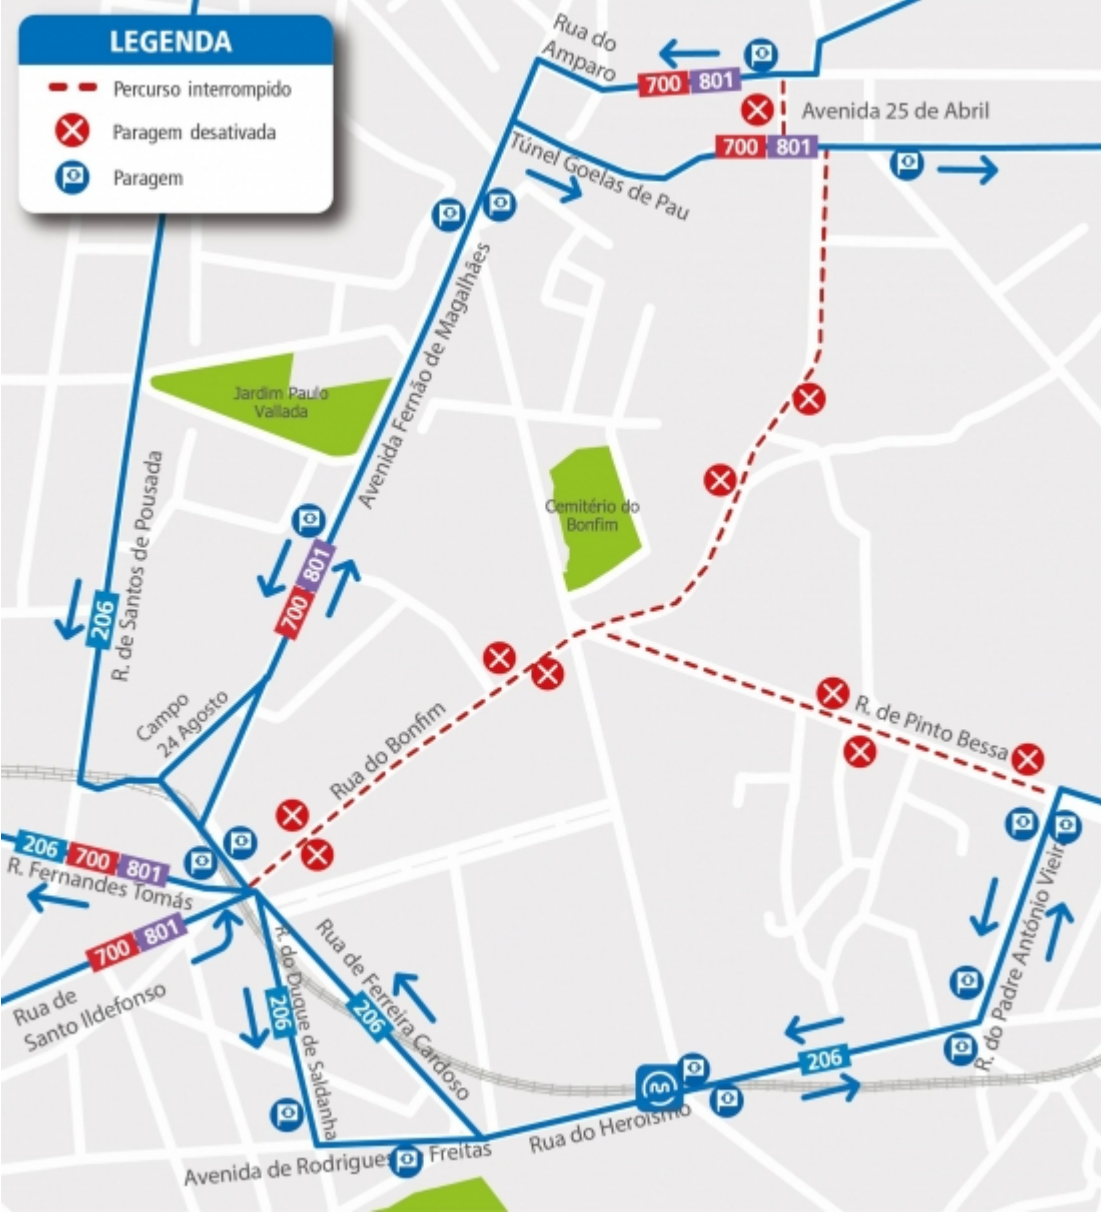 LEGENDA
Percurso interrompido
Paragem desativada
Paragem
Rua do
Amparo
700 801
Avenida 25 de Abril
700 801
Túnel Goelas de Pau
Avenida Fernão de Magalhães
Jardim Paulo
Vallada
R. de Santos de Pousada
Cemitério do
Bonfim
700 801
206
Campo
24 Agosto
Rua do Bonfim
R. de Pinto Bessa
206 700 801
R. Fernandes Tomás
700 801
Rua de
Santo Ildefonso
R. do Duque de Saldanha
206
Rua de Ferreira Cardoso
206
R. do Padre António Vieira
206
Rua do Heroísmo
Avenida de Rodrigues Freitas